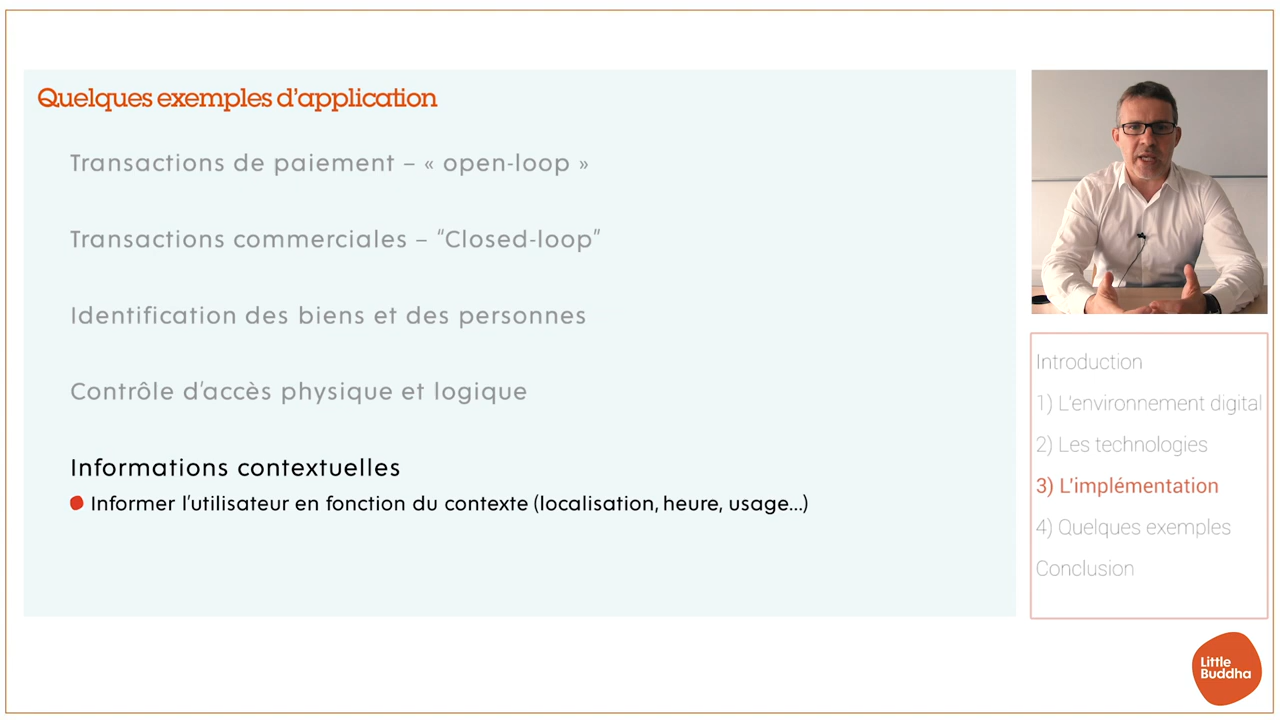 Quelques exemples d'application
Transactions de paiement – « open-loop »
Transactions commerciales – “Closed-loop”
Identification des biens et des personnes
Contrôle d'accès physique et logique
Informations contextuelles
Informer l'utilisateur en fonction du contexte (localisation, heure, usage...)
Introduction
1) L'environnement digital
2) Les technologies
3) L'implémentation
4) Quelques exemples
Conclusion
Little
Buddha